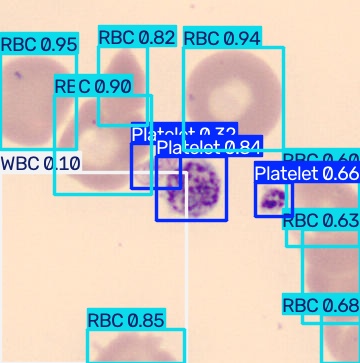 RBC 0.95
RBC 0.82
RBC 0.94
RBC 0.90
Platelet 0.32
Platelet 0.84
WBC 0.10
RBC 0.60
Platelet 0.66
RBC 0.63
RBC 0.68
RBC 0.85